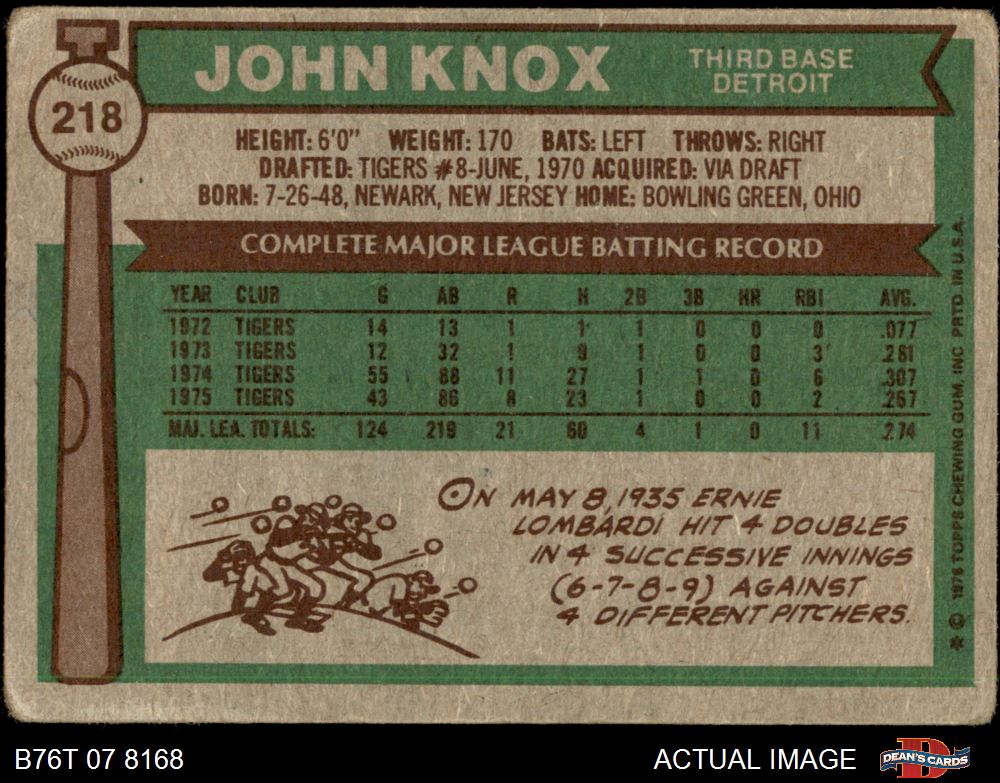 218
JOHN KNOX
THIRD BASE
DETROIT
HEIGHT: 6'0" WEIGHT: 170 BATS: LEFT THROWS: RIGHT
DRAFTED: TIGERS #8-JUNE, 1970 ACQUIRED: VIA DRAFT
BORN: 7-26-48, NEWARK, NEW JERSEY HOME: BOWLING GREEN, OHIO
COMPLETE MAJOR LEAGUE BATTING RECORD
YEAR CLUB G AB R H 2B 3B HR RBI AVG.
1972 TIGERS 14 13 1 1 1 0 0 0 .077
1973 TIGERS 12 32 1 9 1 0 0 3 .281
1974 TIGERS 55 88 11 27 1 1 0 6 .307
1975 TIGERS 43 86 8 23 1 0 0 2 .267
MAJ. LEA. TOTALS: 124 219 21 60 4 1 0 11 .274
ON MAY 8, 1935 ERNIE
LOMBARDI HIT 4 DOUBLES
IN 4 SUCCESSIVE INNINGS
(6-7-8-9) AGAINST
4 DIFFERENT PITCHERS.
* © 1976 TOPPS CHEWING GUM, INC PRTD. IN U.S.A.
B76T 07 8168
ACTUAL IMAGE
DEAN'S CARDS